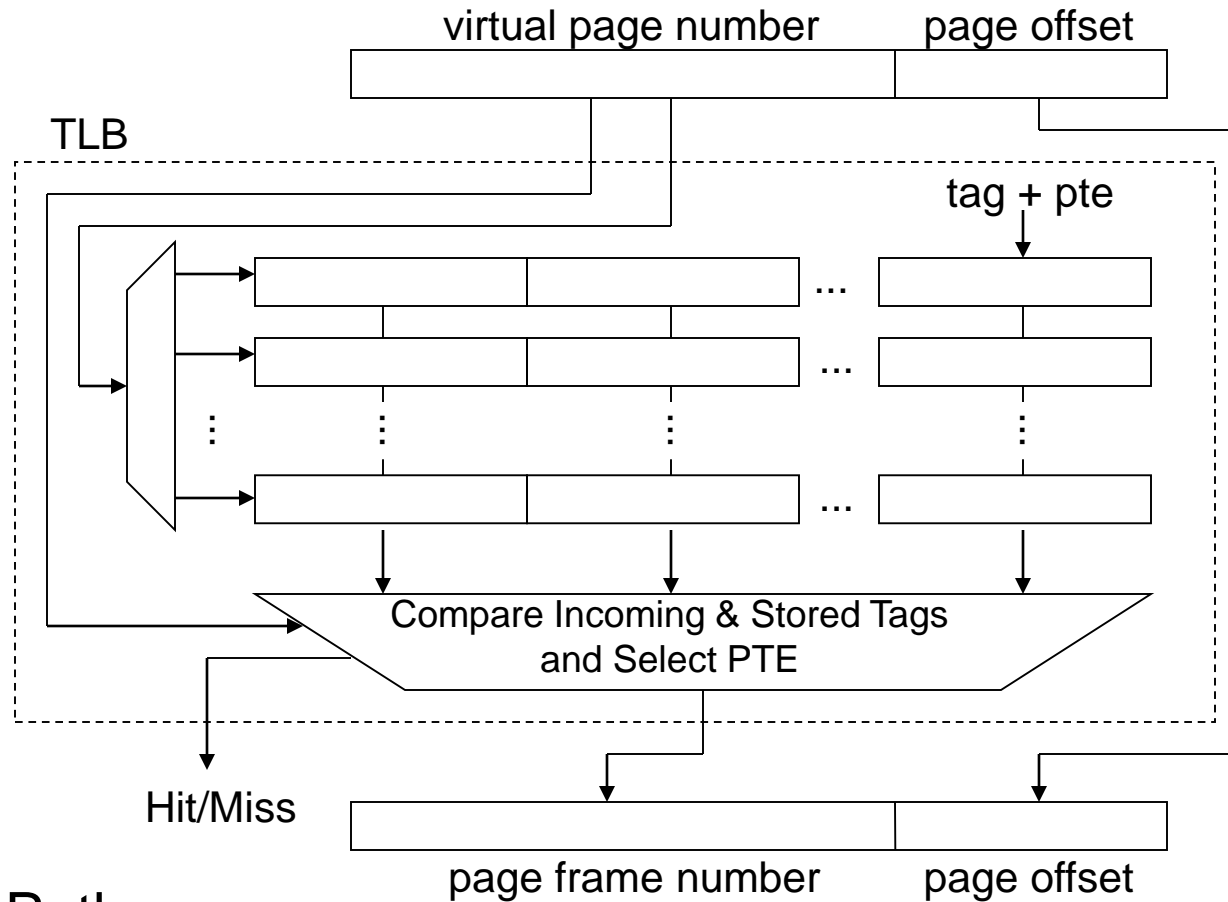 virtual page number page offset
TLB
tag + pte
...
...
...
Compare Incoming & Stored Tags
and Select PTE
Hit/Miss
page frame number page offset